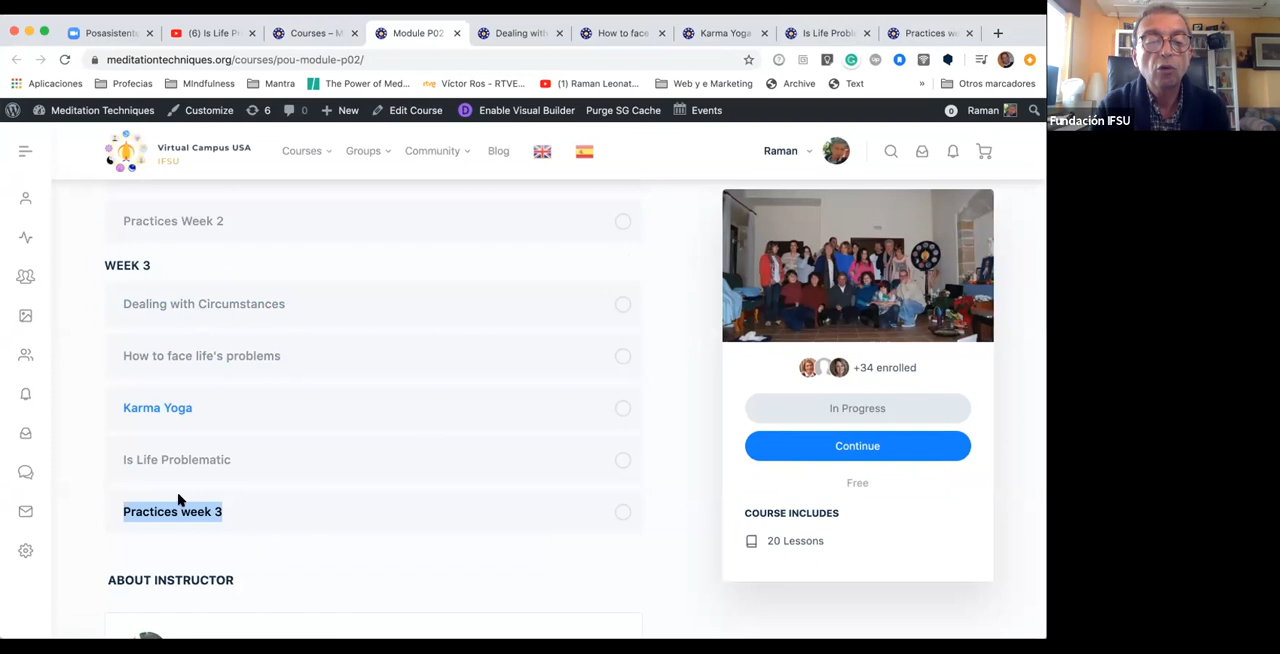 Posasistent
(6) Is Life P
Courses – M
Module P02
Dealing with
How to face
Karma Yoga
Is Life Proble
Practices we
meditationtechniques.org/courses/pou-module-p02/
Aplicaciones
Profecias
MIndfulness
Mantra
The Power of Med...
rtve
Víctor Ros - RTVE...
(1) Raman Leonat...
Web y e Marketing
Archive
Text
»
Otros marcadores
Meditation Techniques
Customize
6
0
New
Edit Course
Enable Visual Builder
Purge SG Cache
Events
0
Raman
Virtual Campus USA
IFSU
Courses
Groups
Community
Blog
Raman
Practices Week 2
WEEK 3
Dealing with Circumstances
How to face life's problems
Karma Yoga
Is Life Problematic
Practices week 3
ABOUT INSTRUCTOR
+34 enrolled
In Progress
Continue
Free
COURSE INCLUDES
20 Lessons
Fundación IFSU